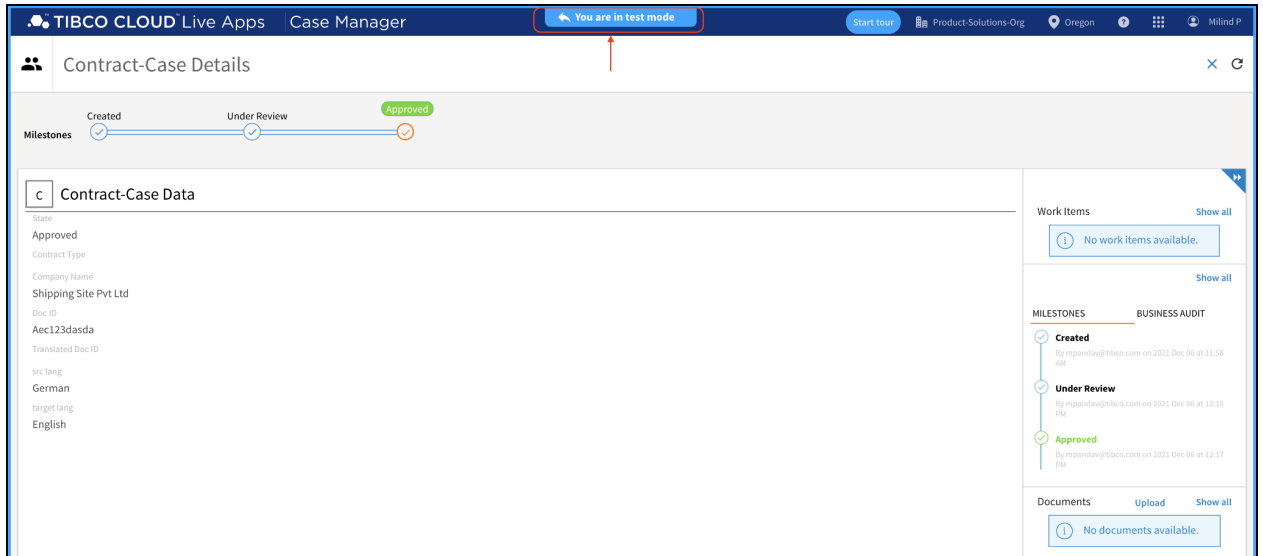 TIBCO CLOUD™ Live Apps Case Manager
You are in test mode
Start tour
Product-Solutions-Org
Oregon
?
Milind P
Contract-Case Details
Milestones
Created
Under Review
Approved
C Contract-Case Data
State
Approved
Contract Type
Company Name
Shipping Site Pvt Ltd
Doc ID
Aec123dasda
Translated Doc ID
src lang
German
target lang
English
Work Items Show all
No work items available.
Show all
MILESTONES BUSINESS AUDIT
Created
By mpandav@tibco.com on 2021 Dec 06 at 11:58
AM
Under Review
By mpandav@tibco.com on 2021 Dec 06 at 12:16
PM
Approved
By mpandav@tibco.com on 2021 Dec 06 at 12:17
PM
Documents Upload Show all
No documents available.